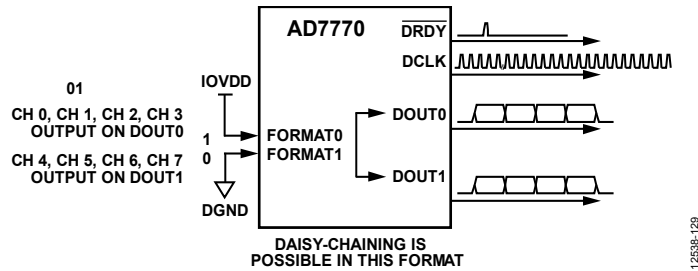 AD7770
DRDY
DCLK
IOVDD
01
CH 0, CH 1, CH 2, CH 3
OUTPUT ON DOUT0
CH 4, CH 5, CH 6, CH 7
OUTPUT ON DOUT1
1
0
FORMAT0
FORMAT1
DOUT0
DOUT1
DGND
DAISY-CHAINING IS
POSSIBLE IN THIS FORMAT
12538-129